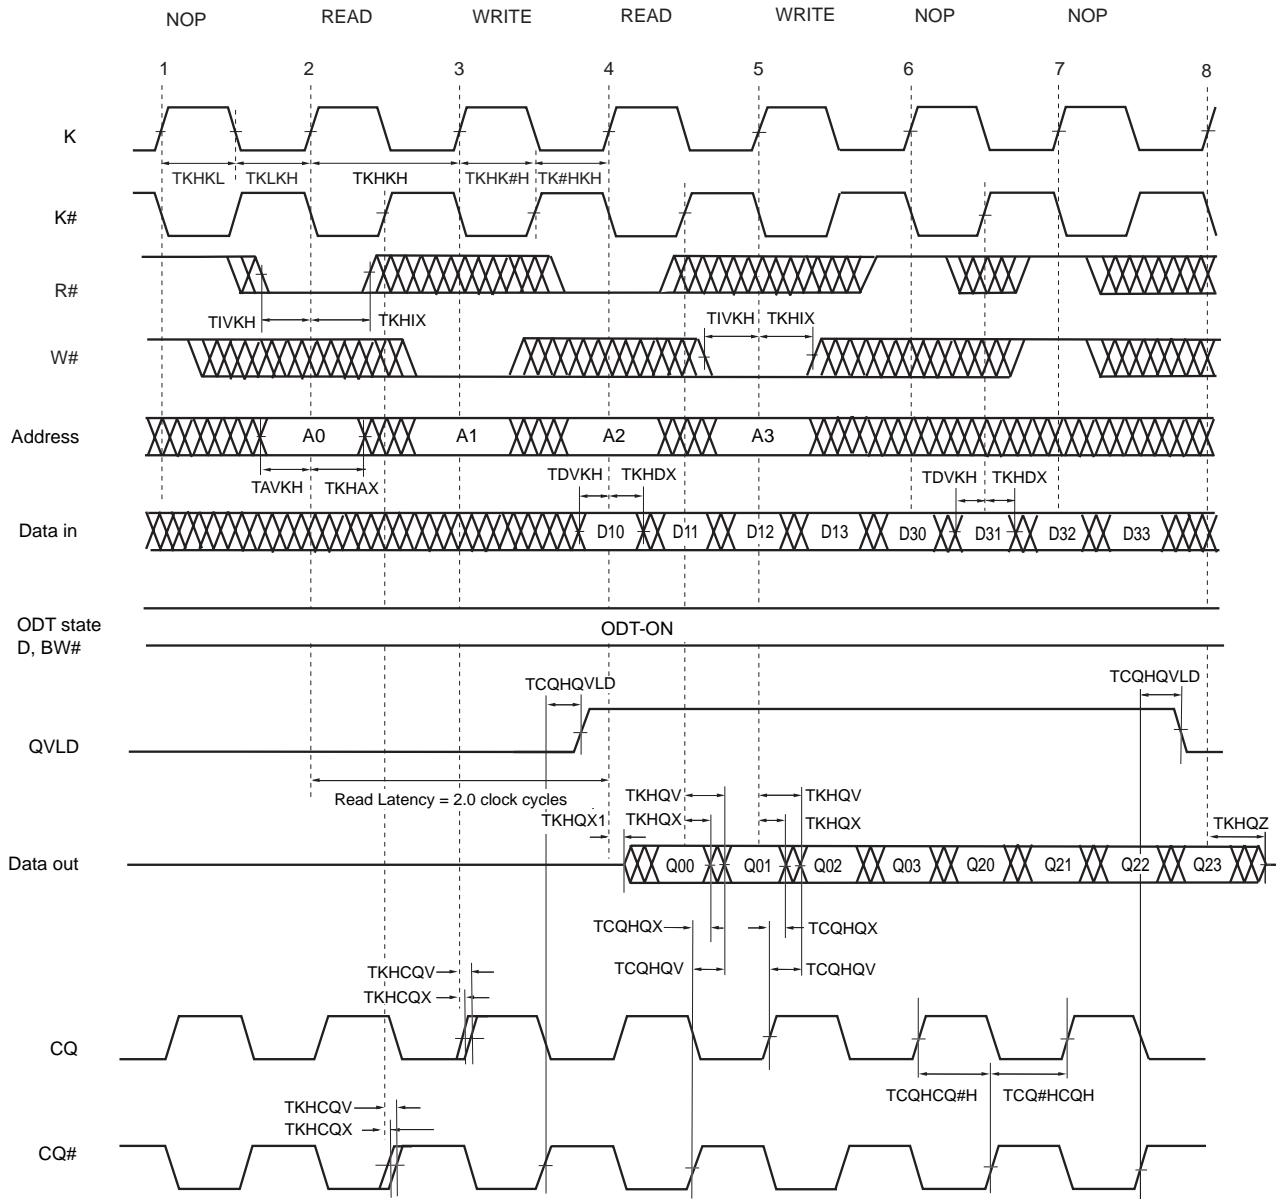 NOP READ WRITE READ WRITE NOP NOP
1 2 3 4 5 6 7 8
K
TKHKL TKLKH TKHKH TKHK#H TK#HKH
K#
R#
TIVKH TKHIX TIVKH TKHIX
W#
Address A0 A1 A2 A3
TAVKH TKHAX TDVKH TKHDX TDVKH TKHDX
Data in D10 D11 D12 D13 D30 D31 D32 D33
ODT state
D, BW#
ODT-ON
TCQHQVLD TCQHQVLD
QVLD
Read Latency = 2.0 clock cycles
TKHQV TKHQV
TKHQX1 TKHQX TKHQX TKHQZ
Data out Q00 Q01 Q02 Q03 Q20 Q21 Q22 Q23
TCQHQX TCQHQX
TCQHQV TCQHQV
TKHCQV
TKHCQX
CQ
TCQHCQ#H TCQ#HCQH
TKHCQV
TKHCQX
CQ#